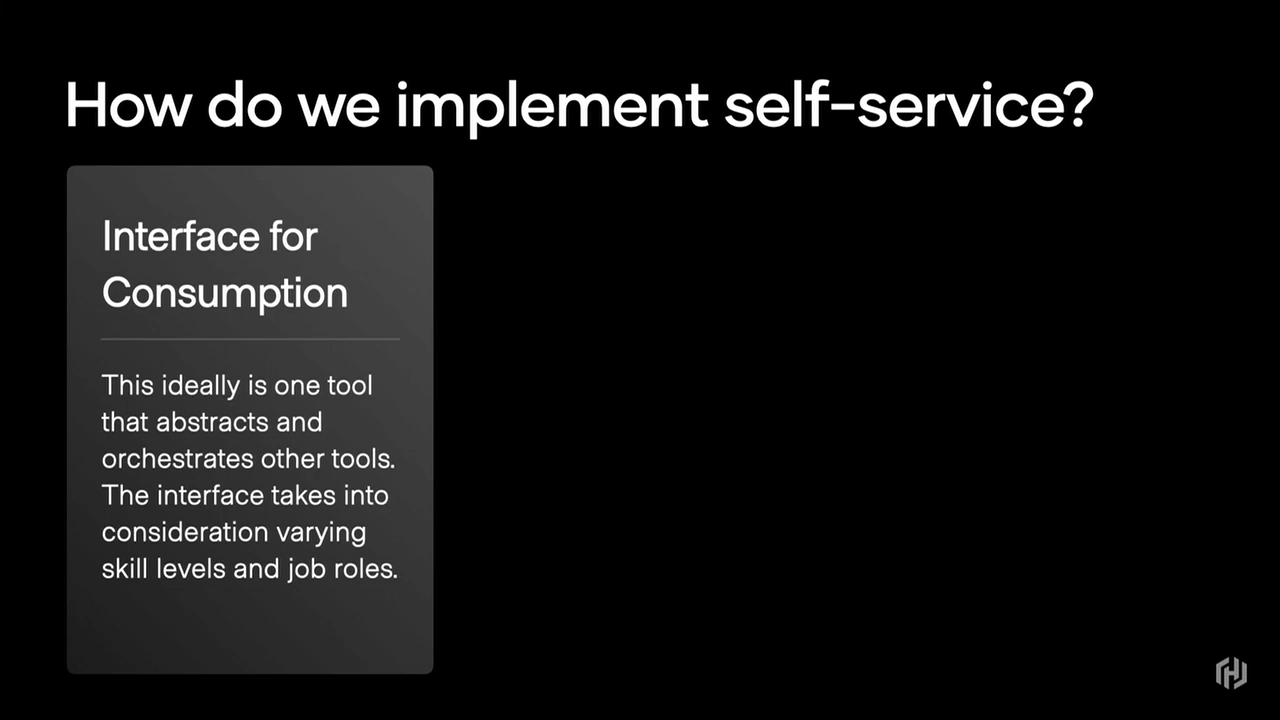 How do we implement self-service?
Interface for
Consumption
This ideally is one tool
that abstracts and
orchestrates other tools.
The interface takes into
consideration varying
skill levels and job roles.